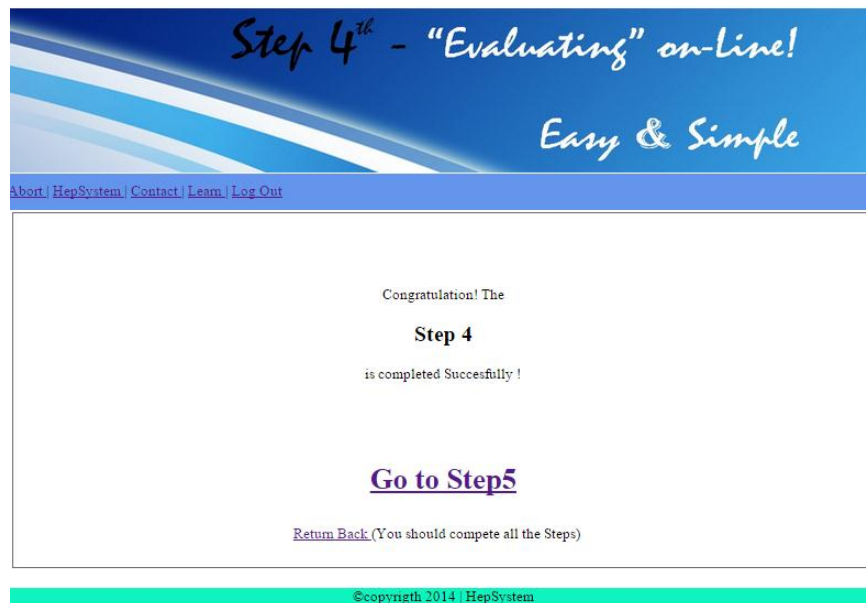 Step 4th - "Evaluating" on-Line!
Easy & Simple
Abort | HepSystem | Contact | Learn | Log Out
Congratulation! The
Step 4
is completed Succesfully !
Go to Step5
Return Back (You should compete all the Steps)
©copyrigth 2014 | HepSystem